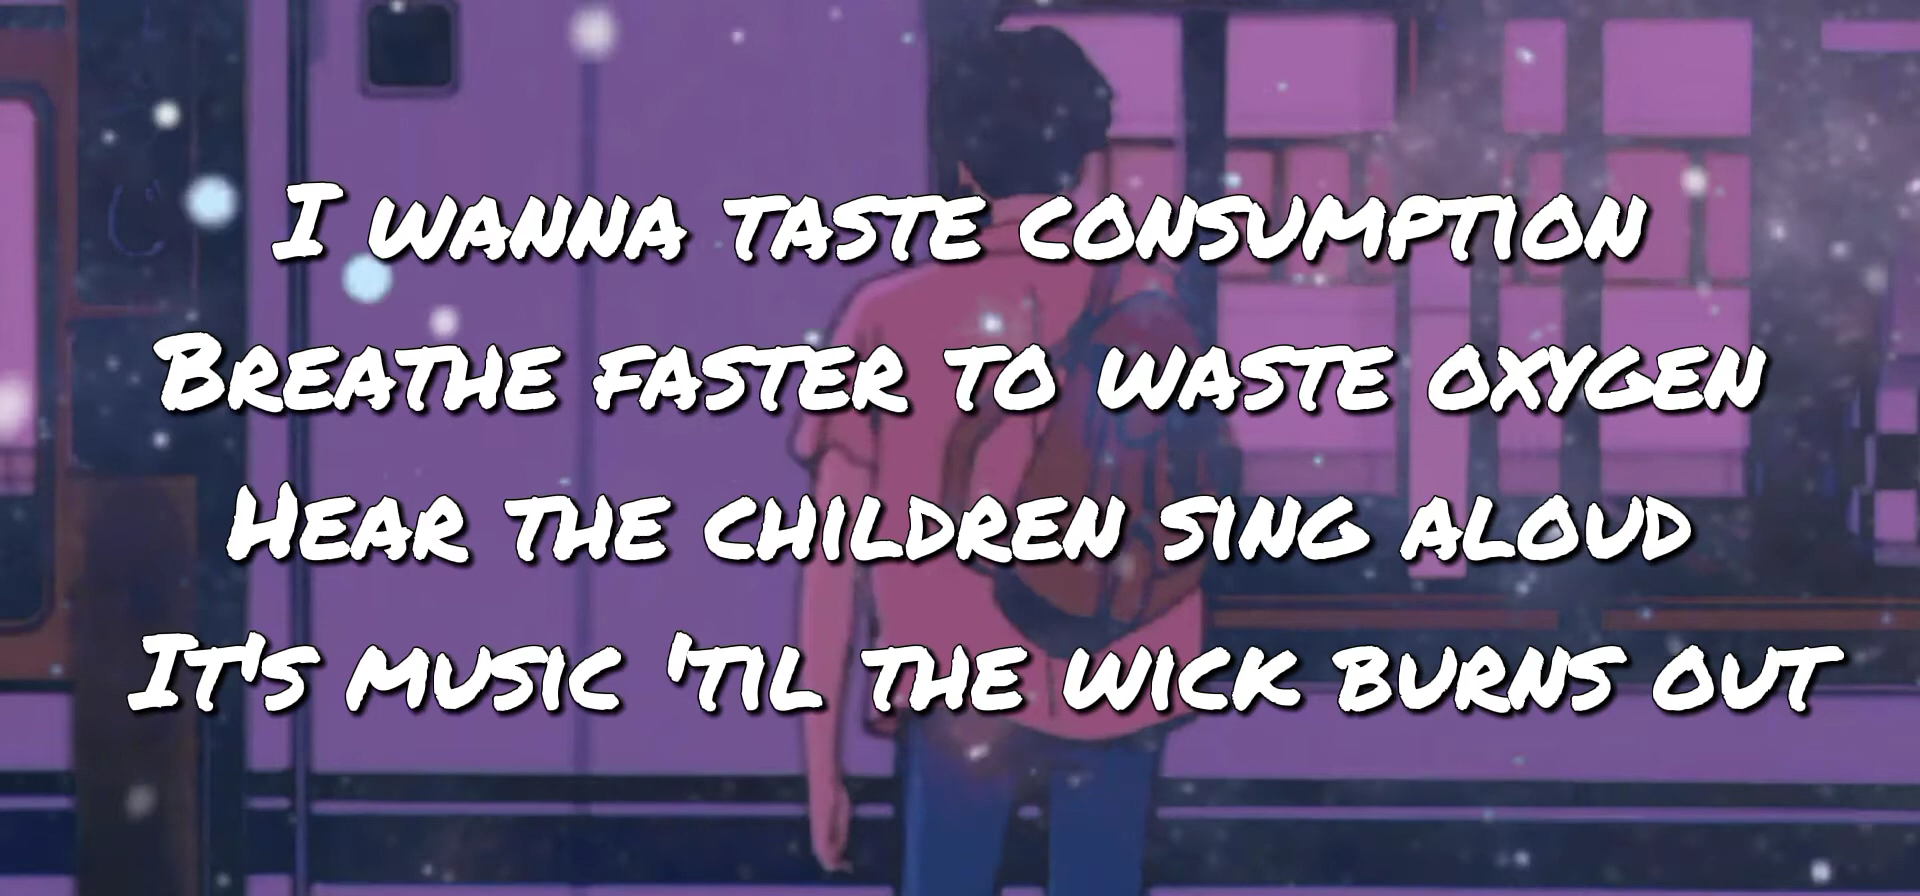 I wanna taste consumption
Breathe faster to waste oxygen
Hear the children sing aloud
It's music 'til the wick burns out